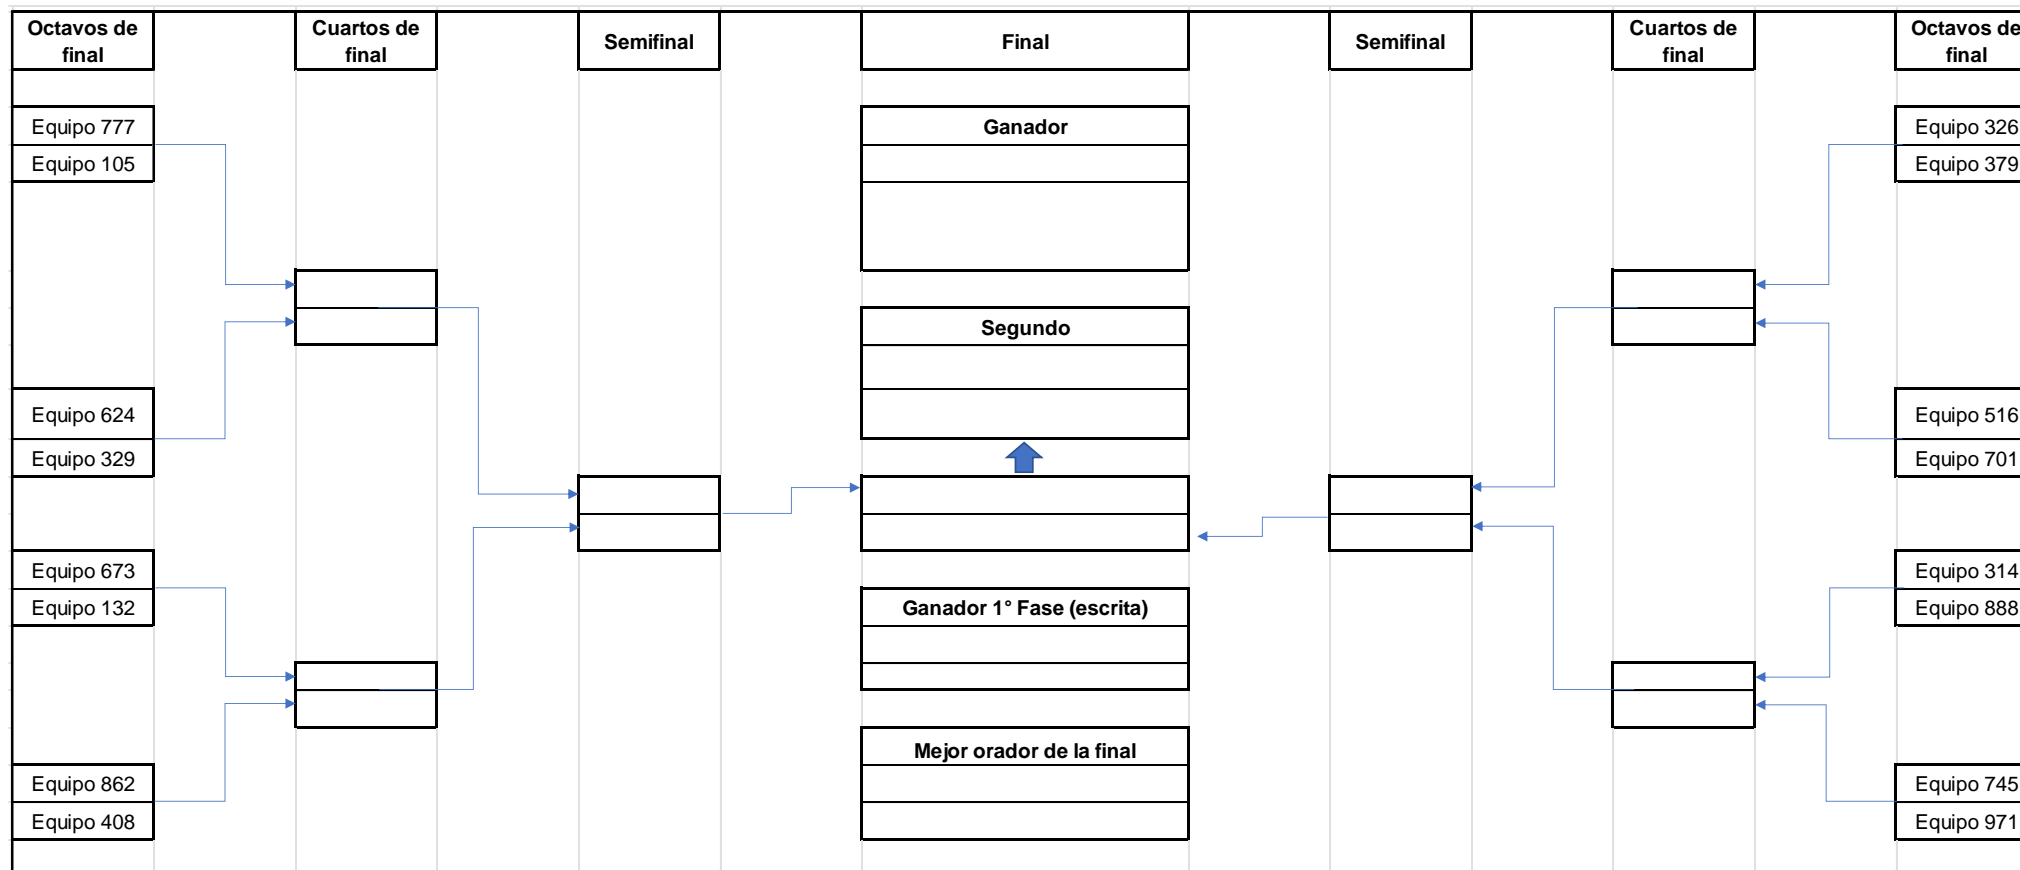 Octavos de
final
Cuartos de
final
Semifinal
Final
Semifinal
Cuartos de
final
Octavos de
final
Equipo 777
Equipo 105
Ganador
Equipo 326
Equipo 379
Segundo
Equipo 624
Equipo 329
Equipo 516
Equipo 701
Equipo 673
Equipo 132
Ganador 1° Fase (escrita)
Equipo 314
Equipo 888
Mejor orador de la final
Equipo 862
Equipo 408
Equipo 745
Equipo 971